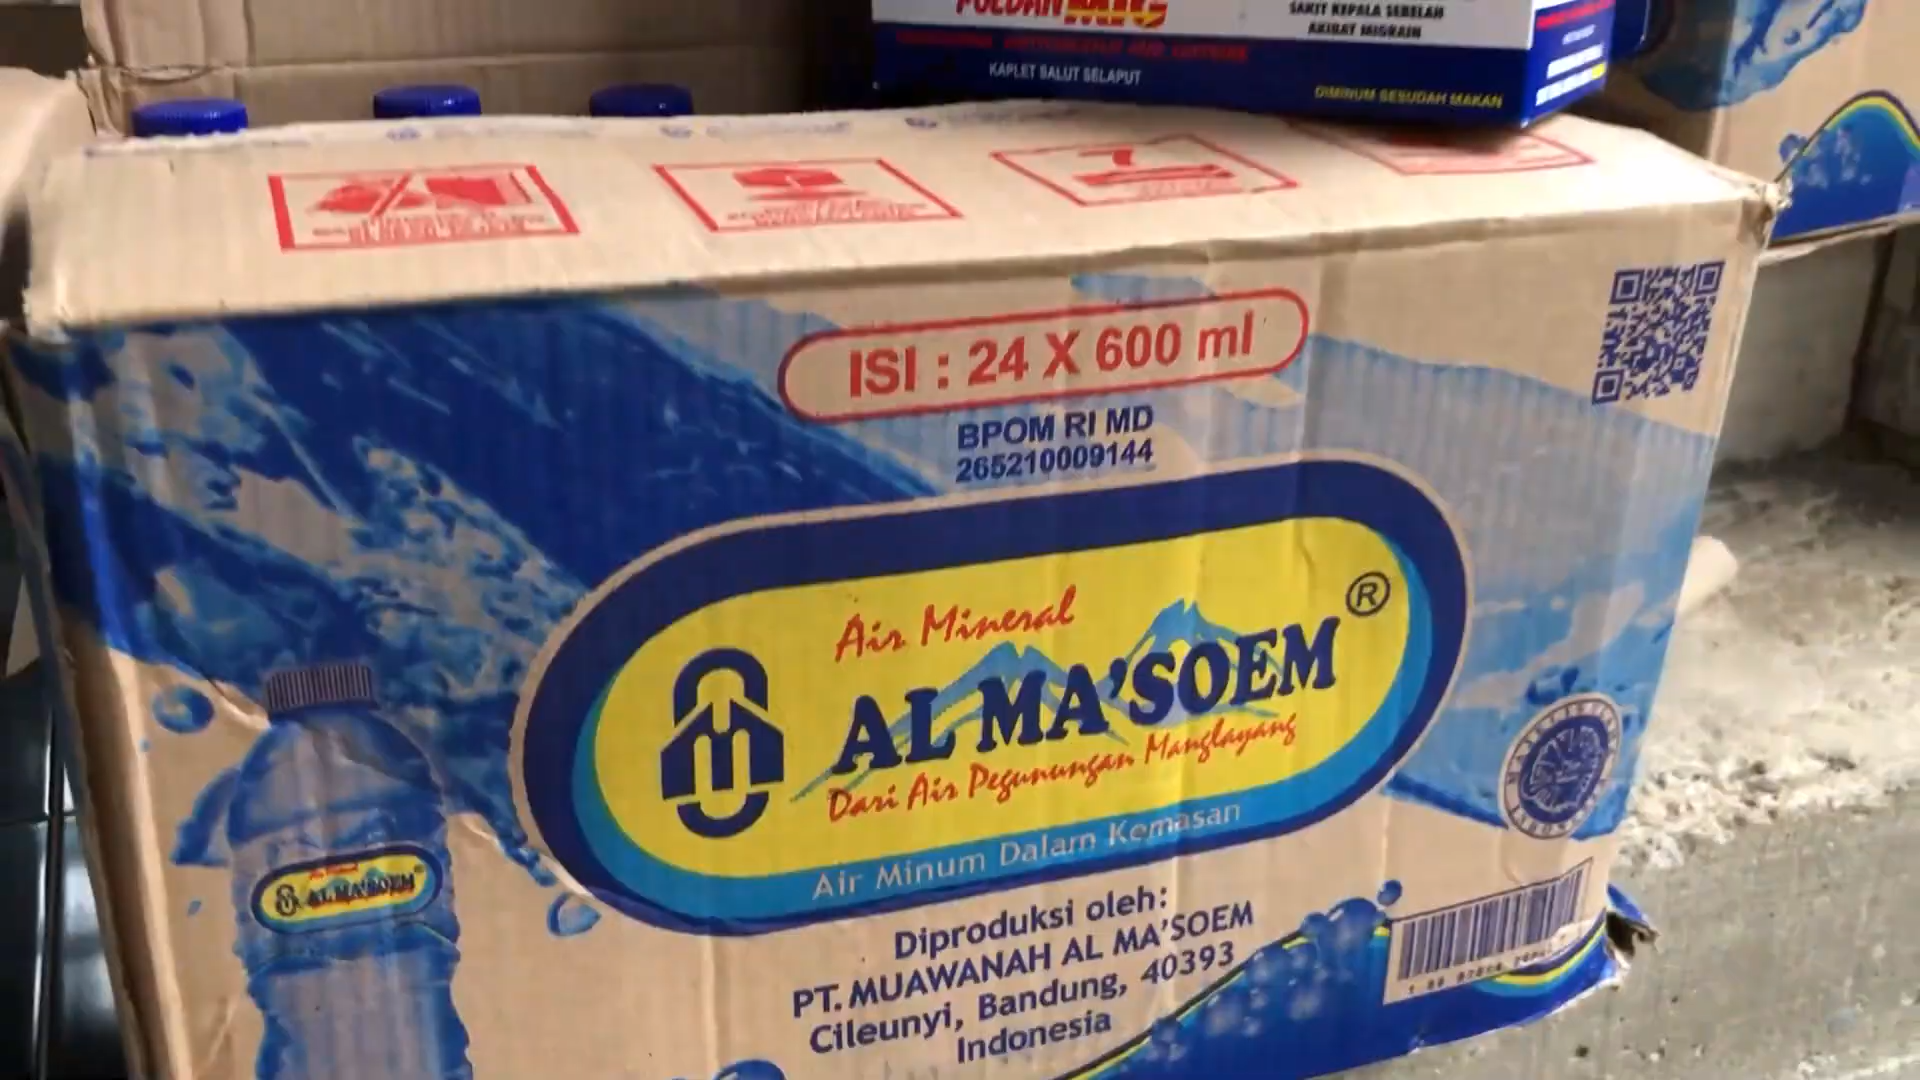 SAKIT KEPALA SEBELAH
AKIBAT MIGRAIN
KAPLET SALUT SELAPUT
DIMINUM SESUDAH MAKAN
ISI : 24 X 600 ml
BPOM RI MD
265210009144
Air Mineral
AL MA'SOEM ®
Dari Air Pegunungan Manglayang
Air Minum Dalam Kemasan
AL MA'SOEM
Diproduksi oleh:
PT. MUAWANAH AL MA'SOEM
Cileunyi, Bandung, 40393
Indonesia